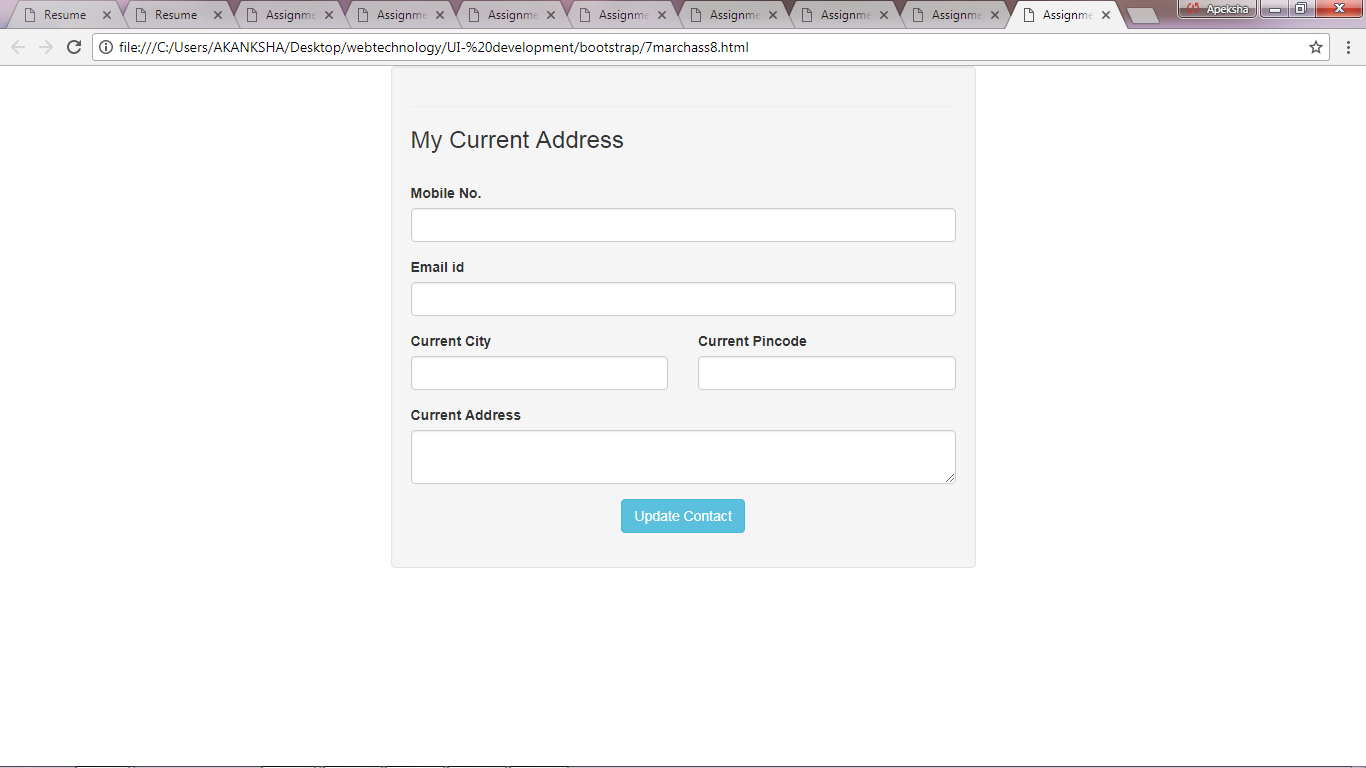 Resume Resume Assignme Assignme Assignme Assignme Assignme Assignme Assignme Assignme Apeksha
file:///C:/Users/AKANKSHA/Desktop/webtechnology/UI-%20development/bootstrap/7marchass8.html
My Current Address
Mobile No.
Email id
Current City Current Pincode
Current Address
Update Contact